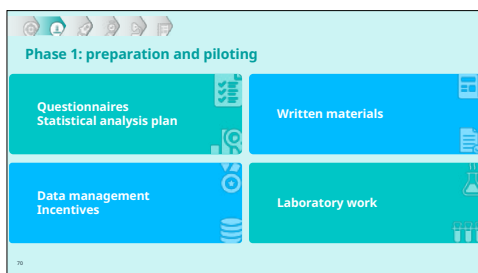 Phase 1: preparation and piloting
Questionnaires
Statistical analysis plan
Written materials
Data management
Incentives
Laboratory work
70